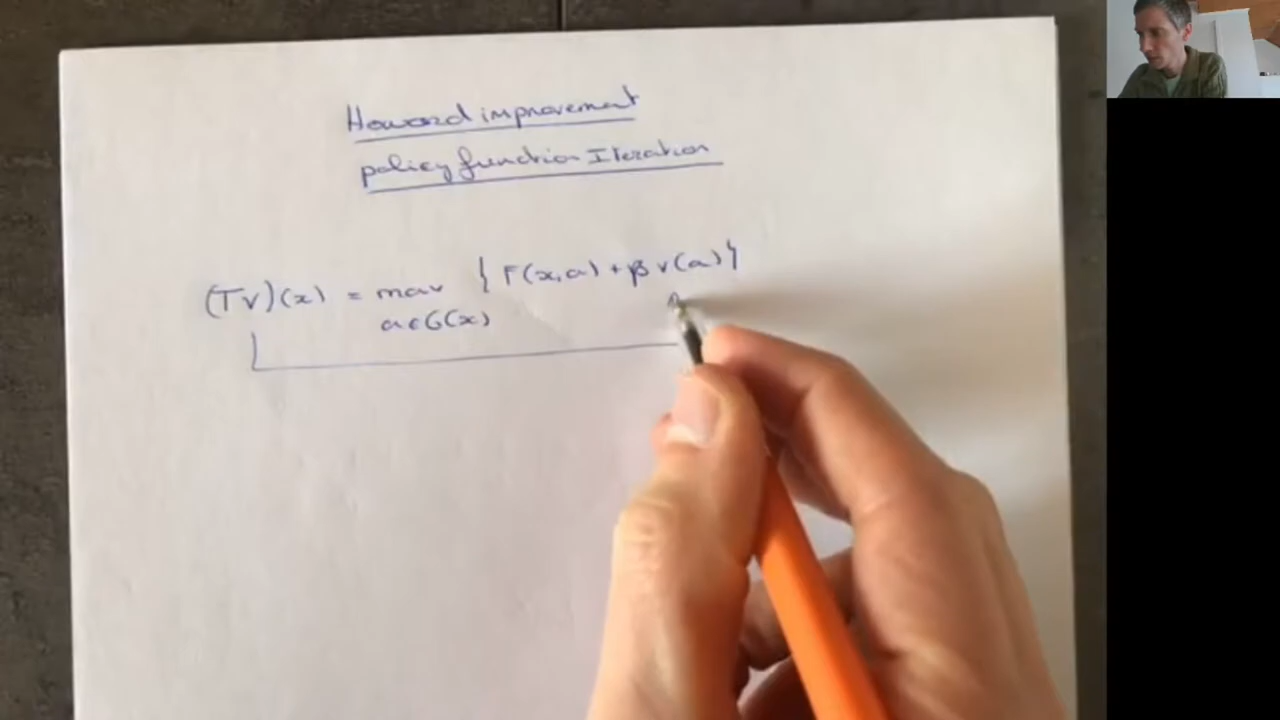 Howard improvement
policy function Iteration
(Tv)(x) = max { F(x,a) + β v(a) }
a ∈ G(x)